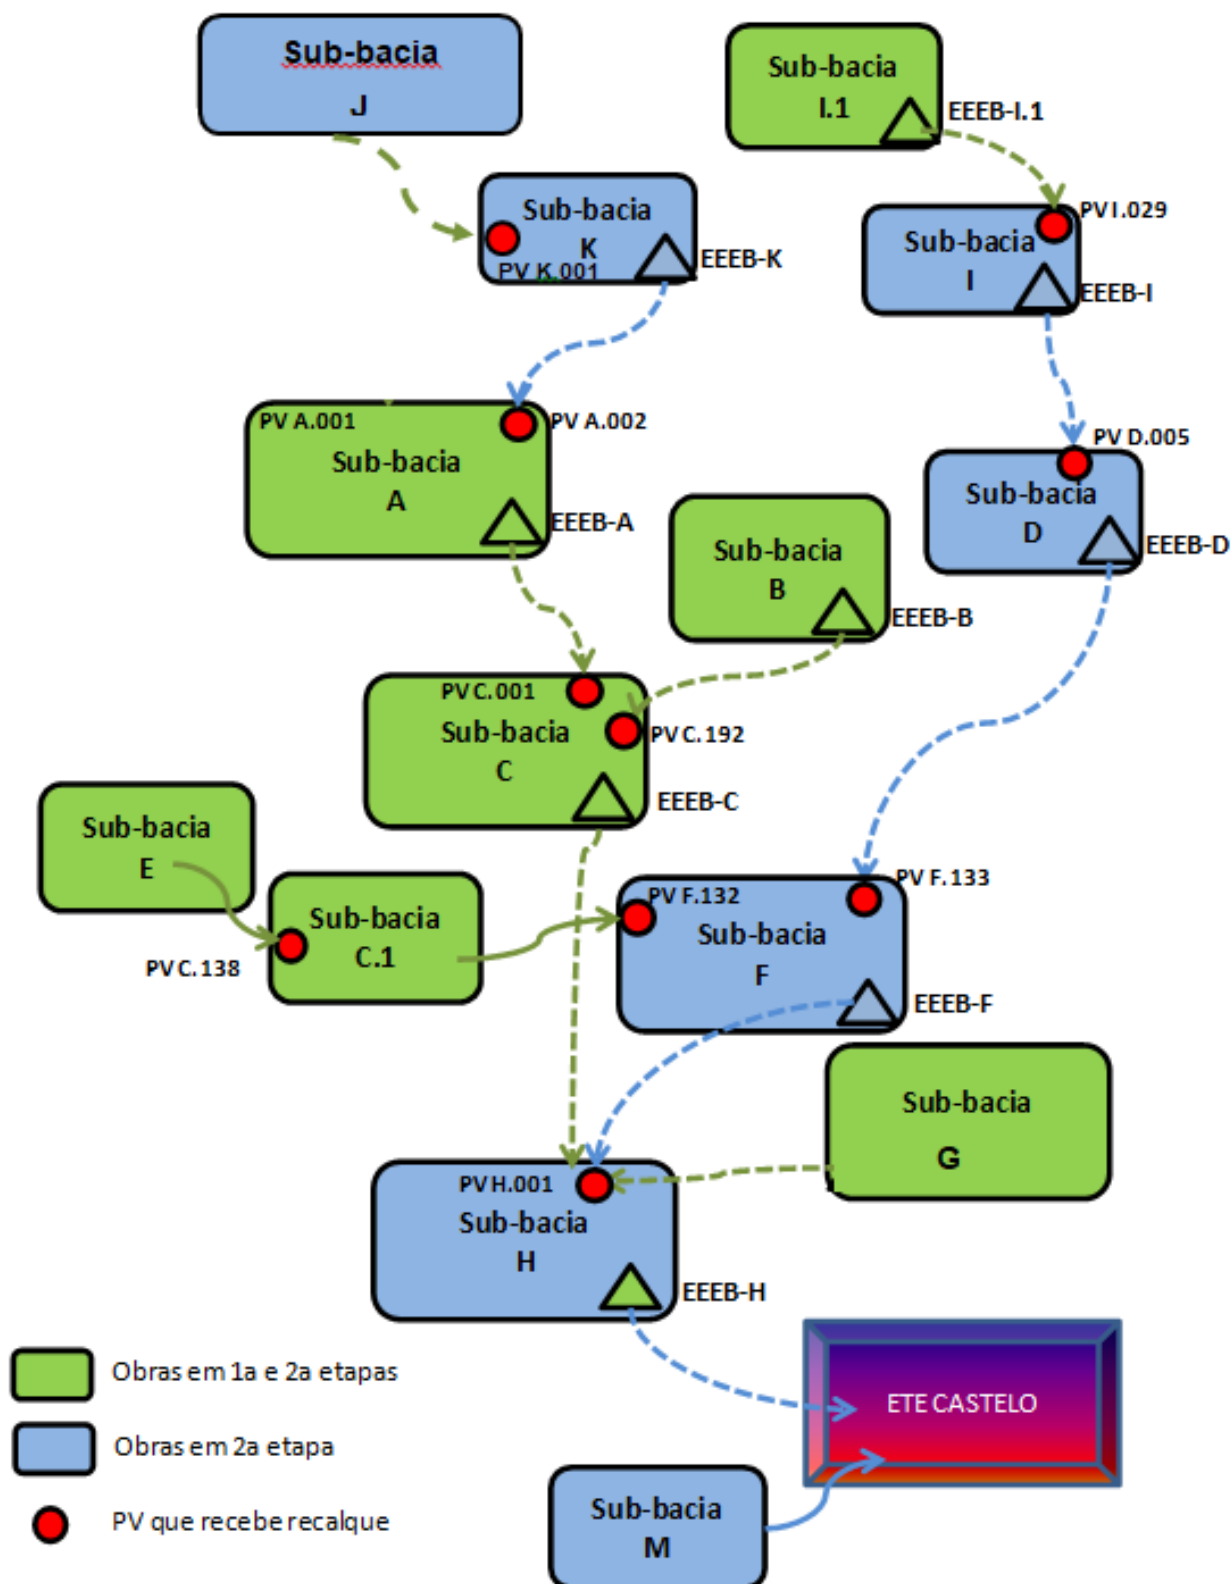 Sub-bacia
J
Sub-bacia
I.1
EEEB-I.1
Sub-bacia
K
PV K.001
EEEB-K
PV I.029
Sub-bacia
I
EEEB-I
PV A.001
PV A.002
Sub-bacia
A
EEEB-A
PV D.005
Sub-bacia
D
EEEB-D
Sub-bacia
B
EEEB-B
PV C.001
Sub-bacia
C
PV C.192
EEEB-C
Sub-bacia
E
PV C.138
Sub-bacia
C.1
PV F.132
PV F.133
Sub-bacia
F
EEEB-F
Sub-bacia
G
PV H.001
Sub-bacia
H
EEEB-H
Obras em 1a e 2a etapas
Obras em 2a etapa
PV que recebe recalque
ETE CASTELO
Sub-bacia
M